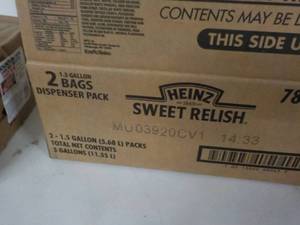 CONTENTS MAY BE
THIS SIDE U
1.5 GALLON
2 BAGS
DISPENSER PACK
HEINZ
SWEET RELISH
78
MU03920CV1 14:33
2 - 1.5 GALLON (5.68 L) PACKS
TOTAL NET CONTENTS
3 GALLONS (11.35 L)